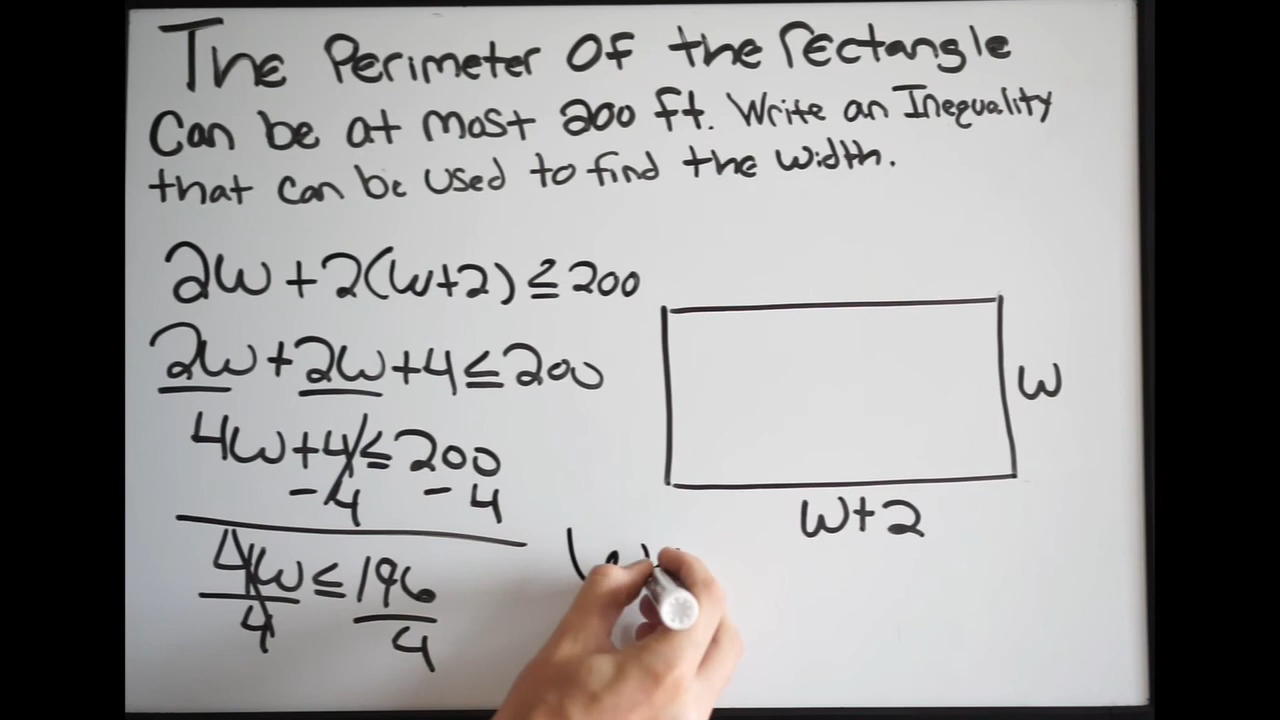 The Perimeter Of the rectangle
Can be at most 200 ft. Write an Inequality
that can be used to find the width.
2w + 2(w+2) ≤ 200
2w + 2w + 4 ≤ 200
4w + 4 ≤ 200
- 4 - 4
4w ≤ 196
4 4
w
w
w+2